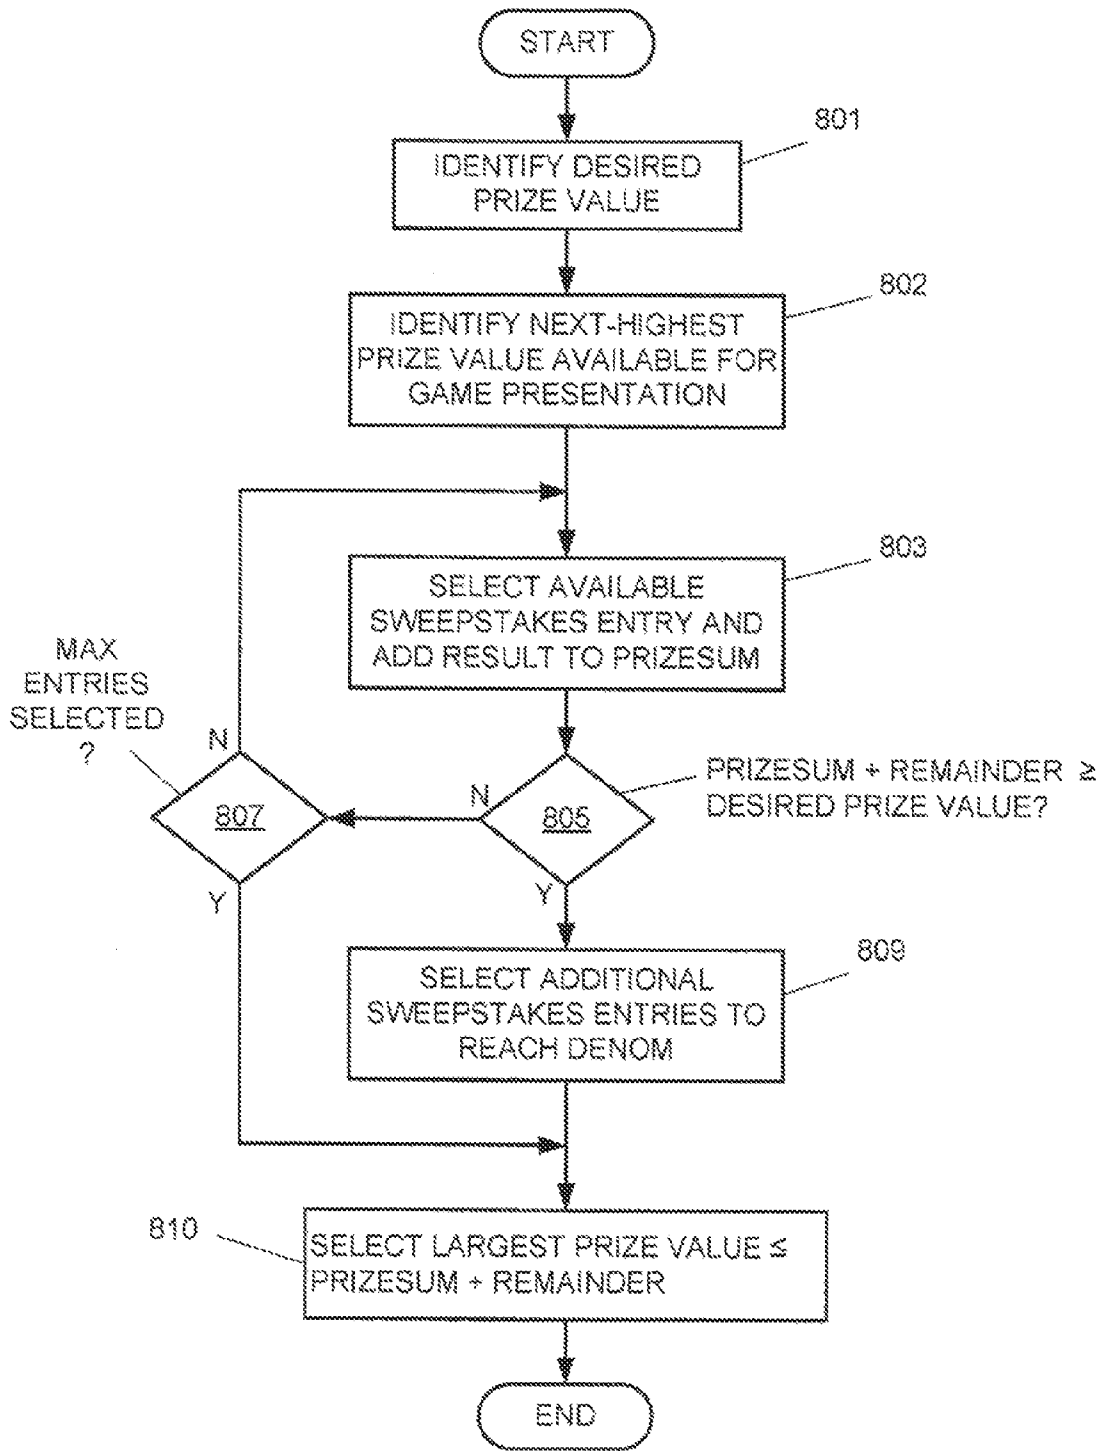 START
801
IDENTIFY DESIRED
PRIZE VALUE
802
IDENTIFY NEXT-HIGHEST
PRIZE VALUE AVAILABLE FOR
GAME PRESENTATION
803
SELECT AVAILABLE
SWEEPSTAKES ENTRY AND
ADD RESULT TO PRIZESUM
MAX
ENTRIES
SELECTED
?
N
807
Y
N
805
Y
PRIZESUM + REMAINDER ≥
DESIRED PRIZE VALUE?
809
SELECT ADDITIONAL
SWEEPSTAKES ENTRIES TO
REACH DENOM
810
SELECT LARGEST PRIZE VALUE ≤
PRIZESUM + REMAINDER
END